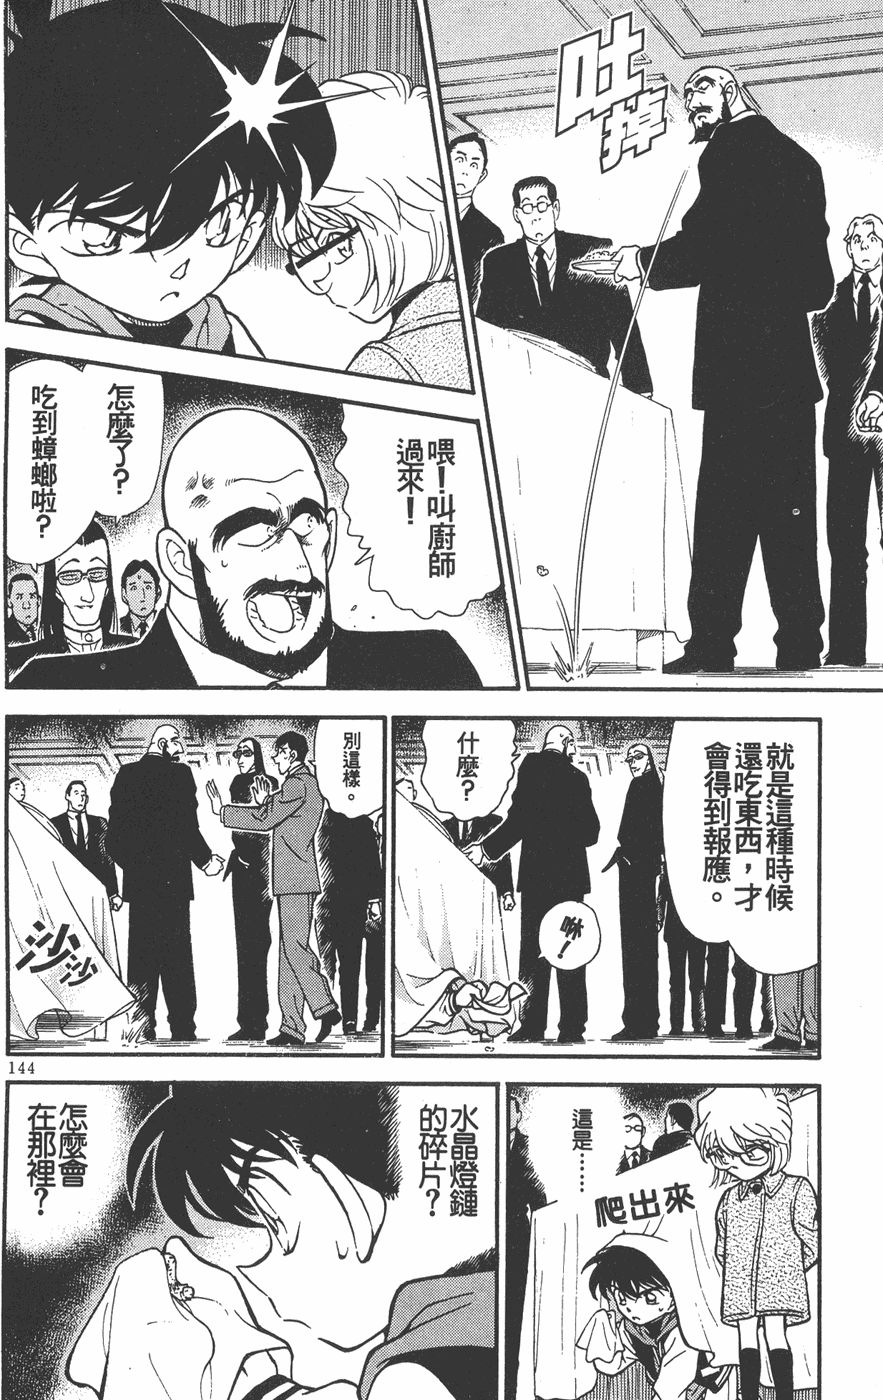 吐掉
喂！叫廚師
過來！
怎麼了？
吃到蟑螂啦？
就是這種時候
還吃東西，才
會得到報應。
什麼？
咻！
別這樣。
沙沙
144
這是……
爬出來
水晶燈鏈
的碎片？
怎麼會
在那裡？